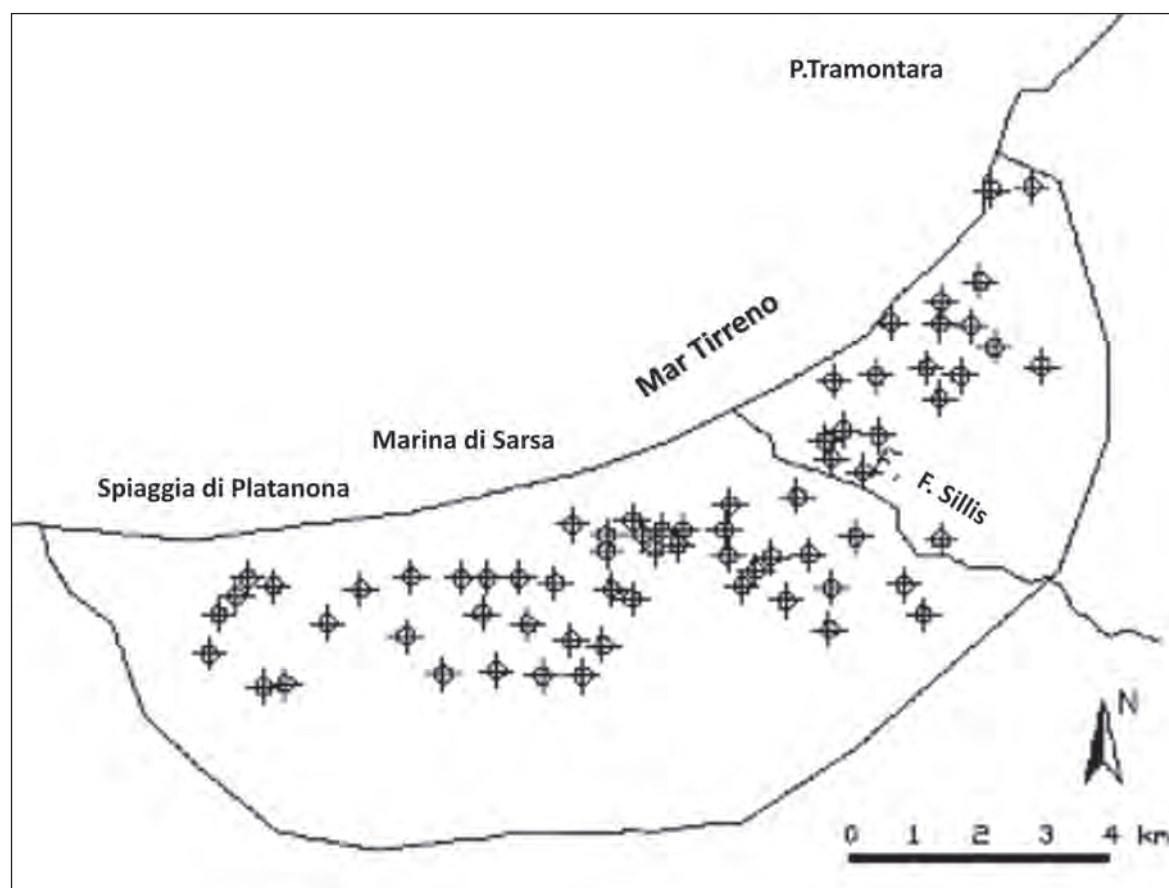 P.Tramontara
Mar Tirreno
Marina di Sarsa
Spiaggia di Platanona
F. Sillis
N
0 1 2 3 4 km